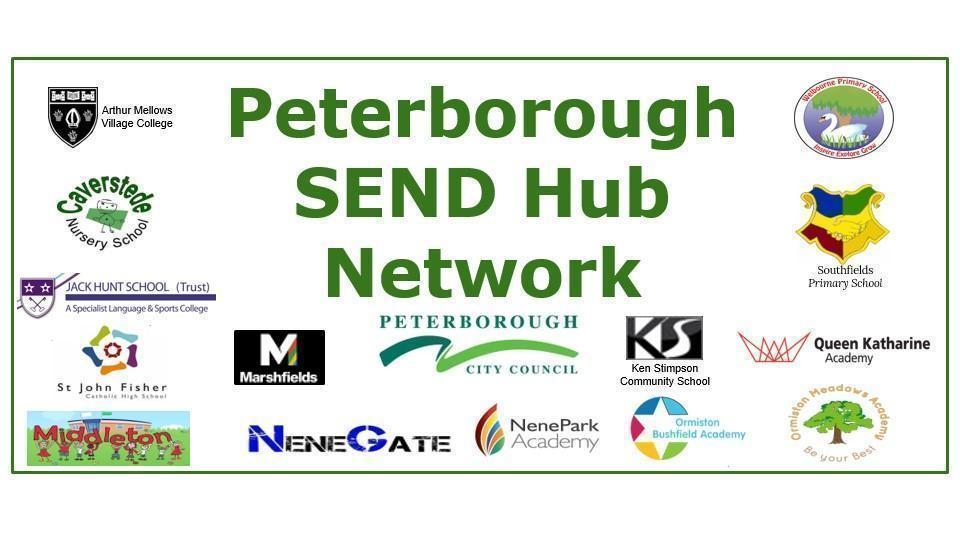 Peterborough
SEND Hub
Network
Arthur Mellows
Village College
Welbourne Primary School
Inspire Explore Grow
Caverstede
Nursery School
Southfields
Primary School
JACK HUNT SCHOOL (Trust)
A Specialist Language & Sports College
St John Fisher
Catholic High School
M
Marshfields
PETERBOROUGH
CITY COUNCIL
KS
Ken Stimpson
Community School
Queen Katharine
Academy
Middleton
NENEGATE
NenePark
Academy
Ormiston
Bushfield Academy
Ormiston Meadows Academy
Be your Best